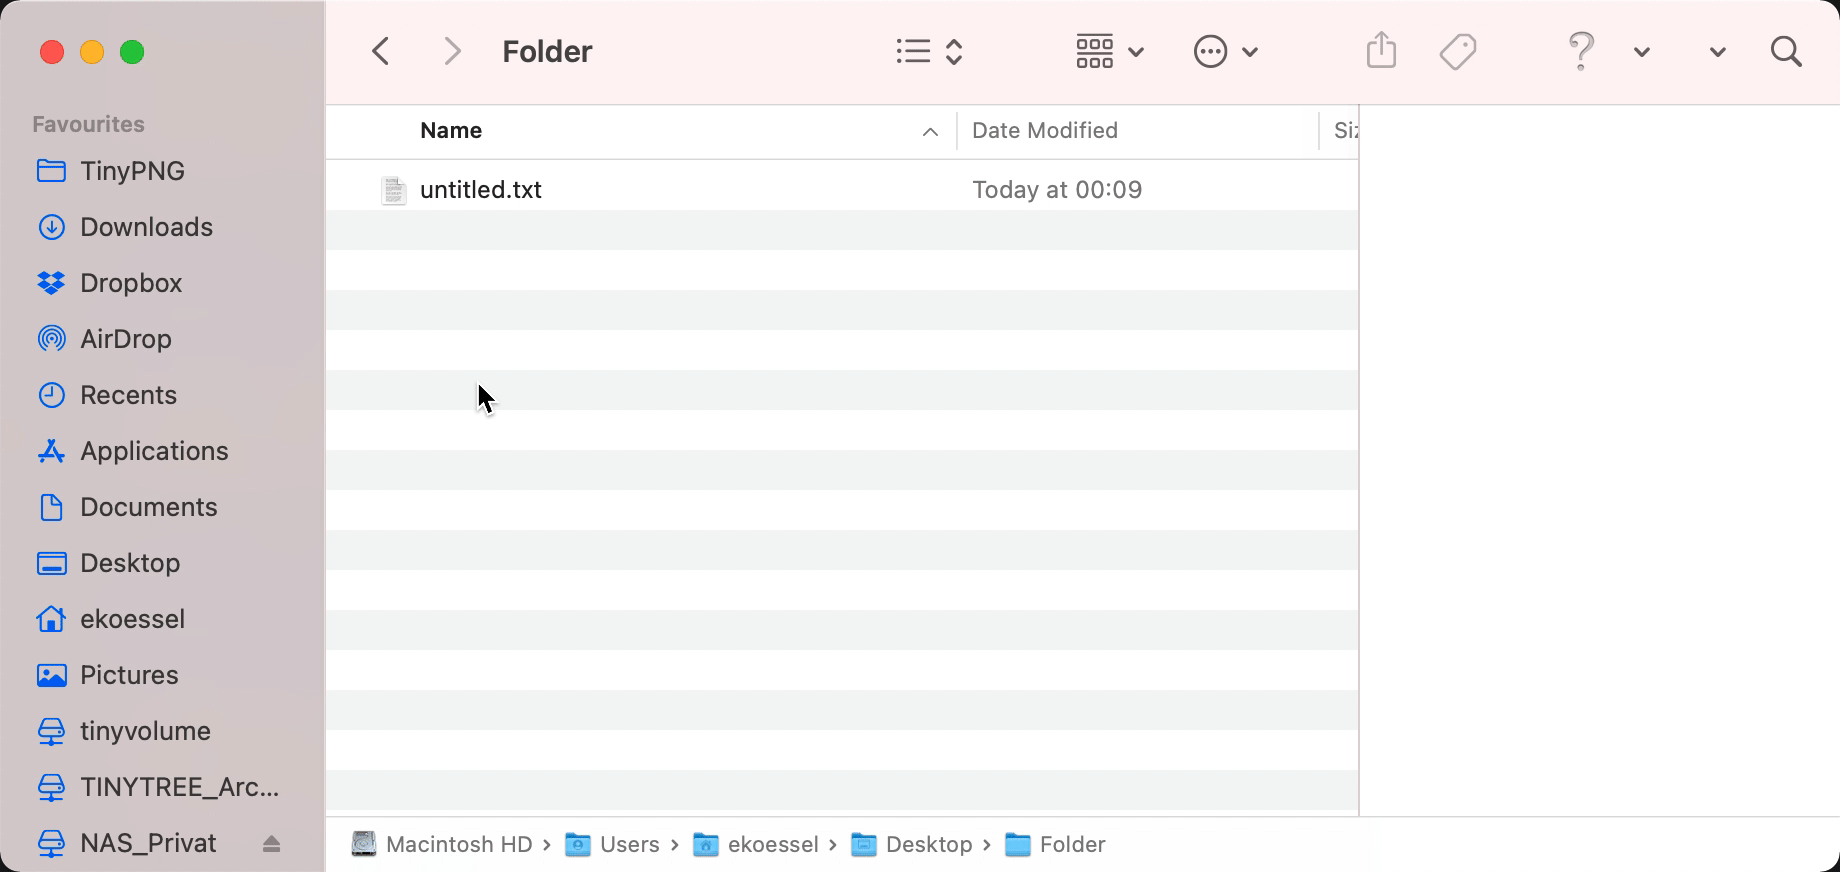 Folder
Favourites
TinyPNG
Downloads
Dropbox
AirDrop
Recents
Applications
Documents
Desktop
ekoessel
Pictures
tinyvolume
TINYTREE_Arc...
NAS_Privat
Name Date Modified
untitled.txt Today at 00:09
Macintosh HD › Users › ekoessel › Desktop › Folder